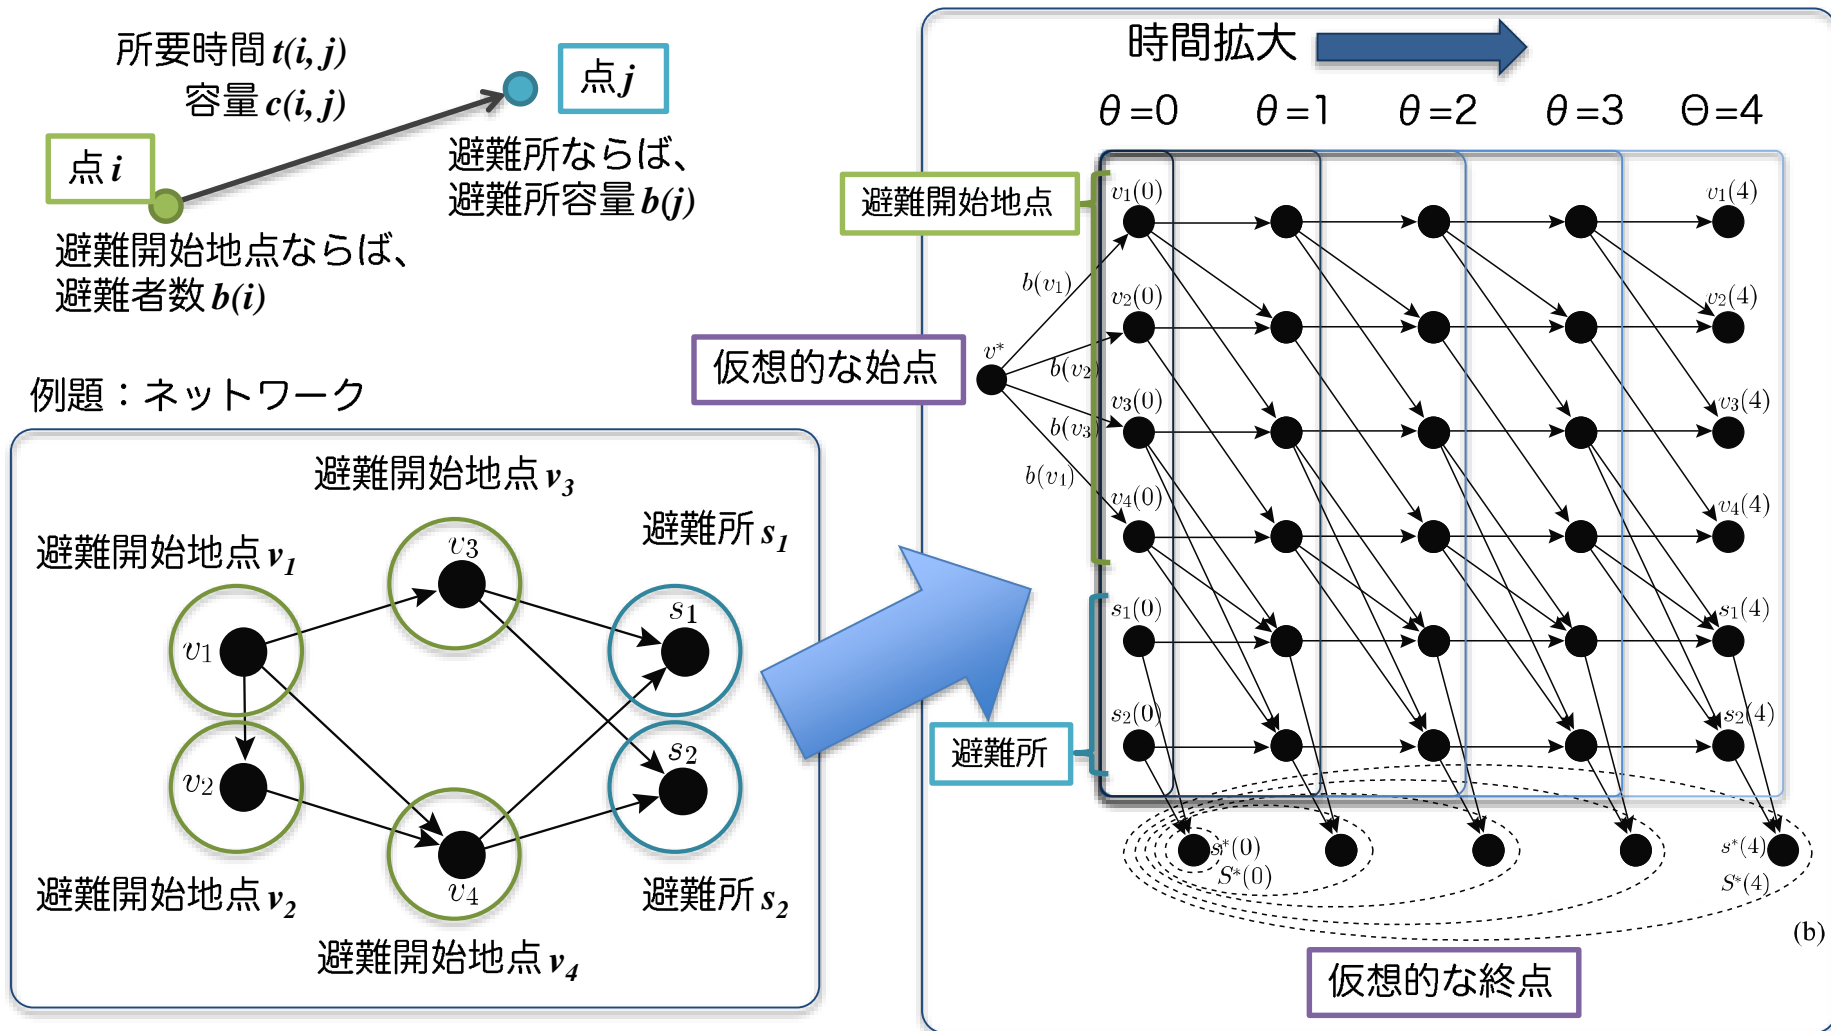 所要時間 t(i, j)
容量 c(i, j)
点 j
点 i
避難所ならば、
避難所容量 b(j)
避難開始地点ならば、
避難者数 b(i)
例題：ネットワーク
避難開始地点 v3
避難所 s1
避難開始地点 v1
v3
s1
v1
s2
v2
v4
避難開始地点 v2
避難所 s2
避難開始地点 v4
時間拡大
θ=0 θ=1 θ=2 θ=3 Θ=4
避難開始地点
v1(0)
v1(4)
b(v1)
v2(0)
v2(4)
仮想的な始点
v*
b(v2)
v3(0)
v3(4)
b(v3)
b(v1)
v4(0)
v4(4)
s1(0)
s1(4)
避難所
s2(0)
s2(4)
s*(0)
s*(4)
S*(0)
S*(4)
(b)
仮想的な終点